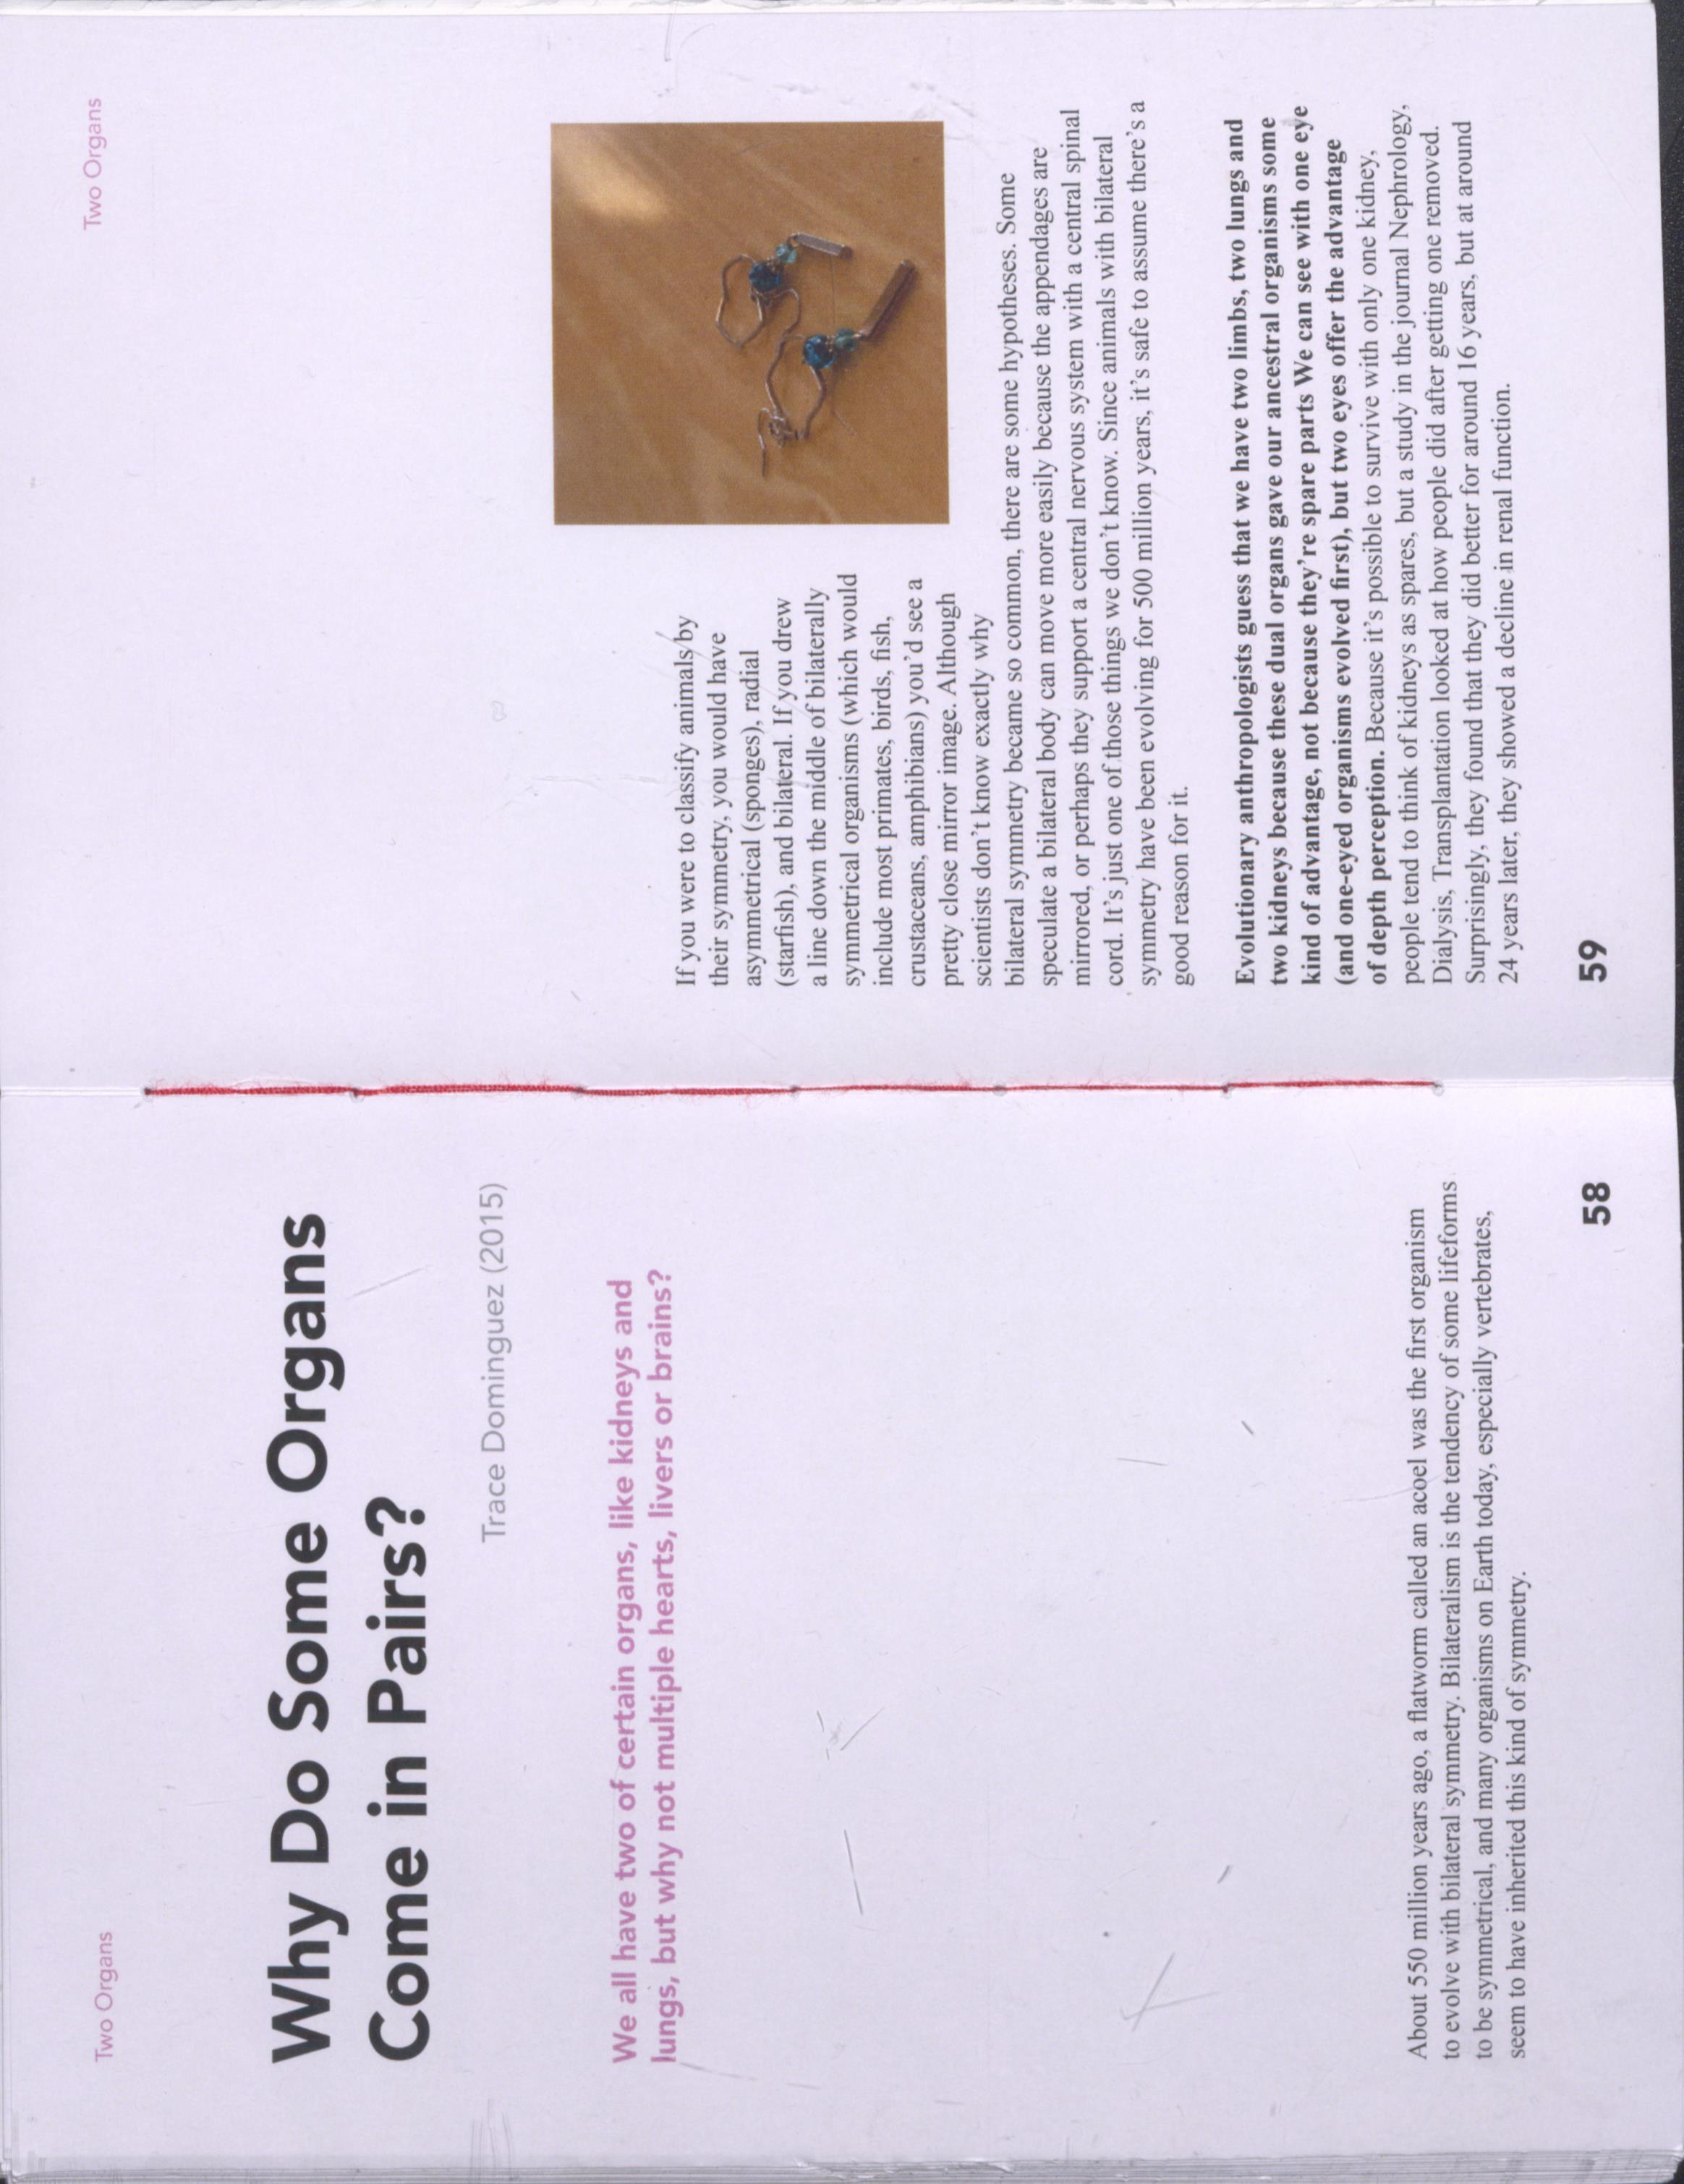 Two Organs
Why Do Some Organs
Come in Pairs?
Trace Dominguez (2015)
We all have two of certain organs, like kidneys and
lungs, but why not multiple hearts, livers or brains?
About 550 million years ago, a flatworm called an acoel was the first organism
to evolve with bilateral symmetry. Bilateralism is the tendency of some lifeforms
to be symmetrical, and many organisms on Earth today, especially vertebrates,
seem to have inherited this kind of symmetry.
58
Two Organs
If you were to classify animals by
their symmetry, you would have
asymmetrical (sponges), radial
(starfish), and bilateral. If you drew
a line down the middle of bilaterally
symmetrical organisms (which would
include most primates, birds, fish,
crustaceans, amphibians) you’d see a
pretty close mirror image. Although
scientists don’t know exactly why
bilateral symmetry became so common, there are some hypotheses. Some
speculate a bilateral body can move more easily because the appendages are
mirrored, or perhaps they support a central nervous system with a central spinal
cord. It’s just one of those things we don’t know. Since animals with bilateral
symmetry have been evolving for 500 million years, it’s safe to assume there’s a
good reason for it.
Evolutionary anthropologists guess that we have two limbs, two lungs and
two kidneys because these dual organs gave our ancestral organisms some
kind of advantage, not because they’re spare parts We can see with one eye
(and one-eyed organisms evolved first), but two eyes offer the advantage
of depth perception. Because it’s possible to survive with only one kidney,
people tend to think of kidneys as spares, but a study in the journal Nephrology,
Dialysis, Transplantation looked at how people did after getting one removed.
Surprisingly, they found that they did better for around 16 years, but at around
24 years later, they showed a decline in renal function.
59